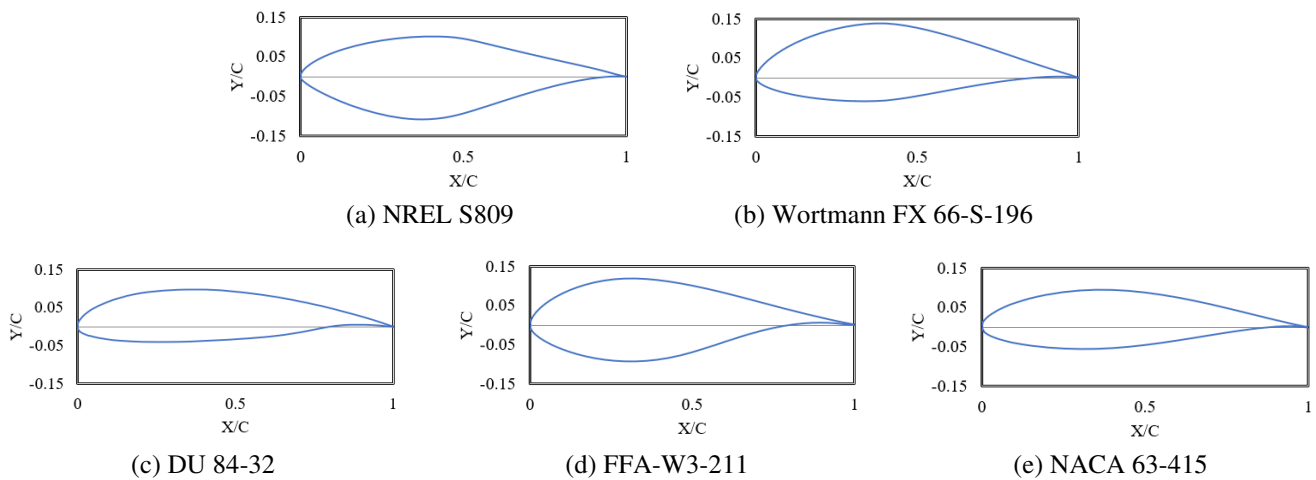 0.15
0.05
-0.05
-0.15
Y/C
0
0.5
1
X/C
(a) NREL S809
0.15
0.05
-0.05
-0.15
Y/C
0
0.5
1
X/C
(b) Wortmann FX 66-S-196
0.15
0.05
-0.05
-0.15
Y/C
0
0.5
1
X/C
(c) DU 84-32
0.15
0.05
-0.05
-0.15
Y/C
0
0.5
1
X/C
(d) FFA-W3-211
0.15
0.05
-0.05
-0.15
Y/C
0
0.5
1
X/C
(e) NACA 63-415